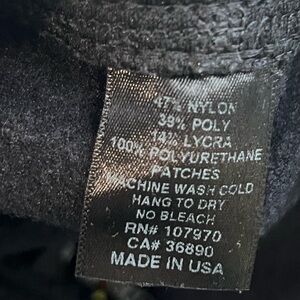 47% NYLON
39% POLY
14% LYCRA
100% POLYURETHANE
PATCHES
MACHINE WASH COLD
HANG TO DRY
NO BLEACH
RN# 107970
CA# 36890
MADE IN USA